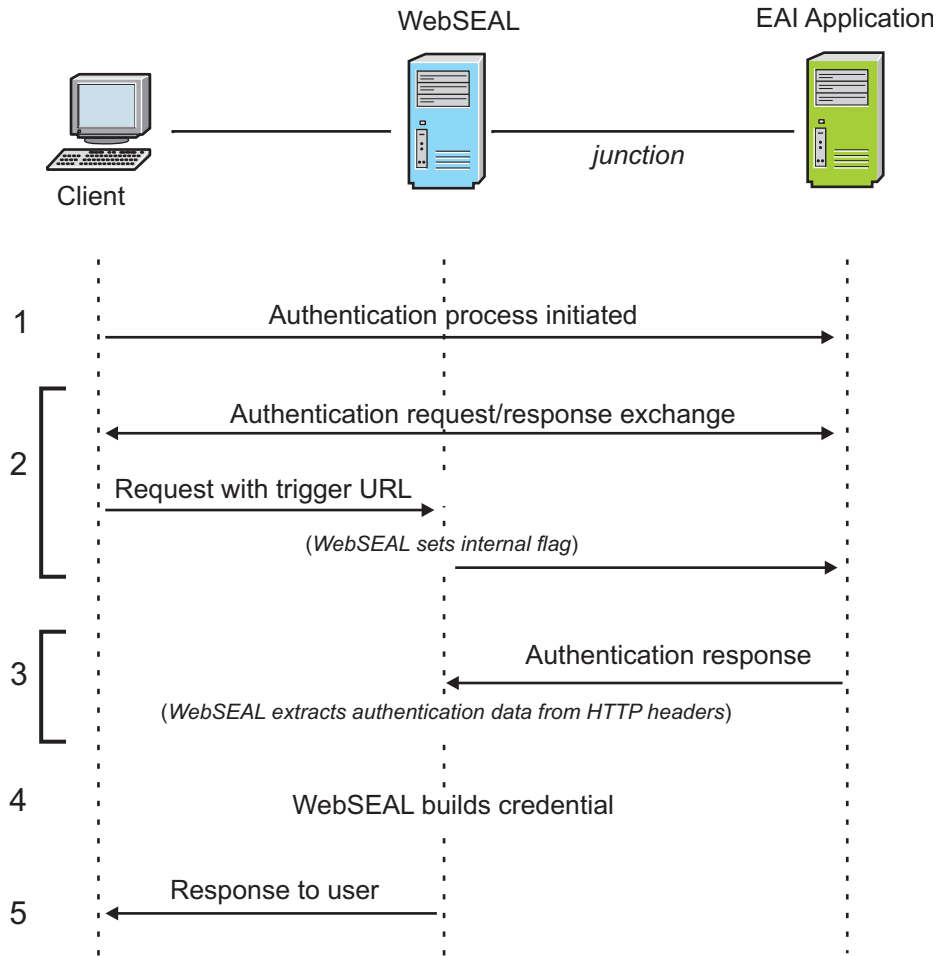 WebSEAL
EAI Application
junction
Client
1
Authentication process initiated
2
Authentication request/response exchange
Request with trigger URL
(WebSEAL sets internal flag)
3
Authentication response
(WebSEAL extracts authentication data from HTTP headers)
4
WebSEAL builds credential
5
Response to user